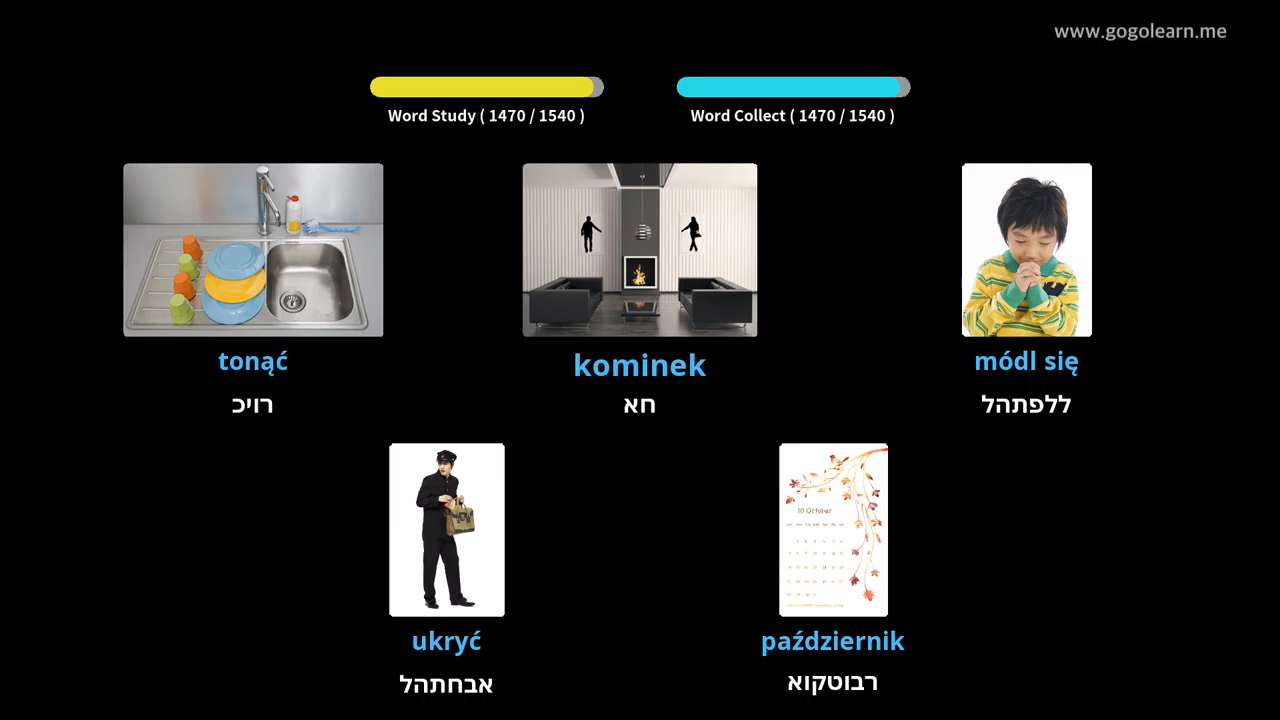 www.gogolearn.me
Word Study ( 1470 / 1540 )
Word Collect ( 1470 / 1540 )
tonąć
רויכ
kominek
חא
módl się
ללפתהל
ukryć
אבחתהל
10 October
październik
רבוטקוא